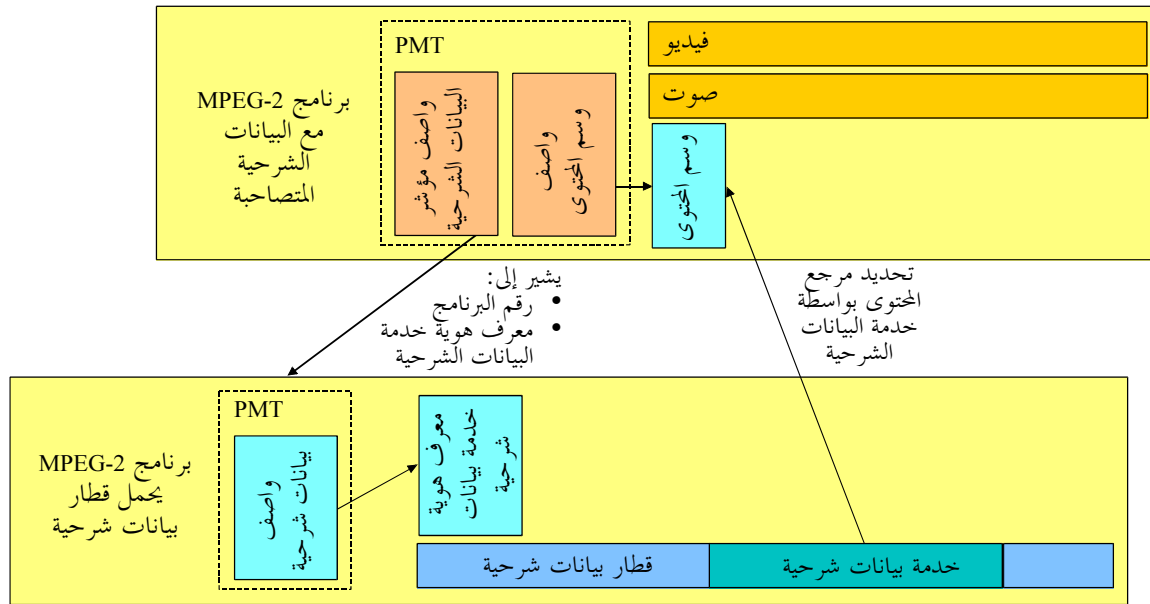 برنامج MPEG-2
مع البيانات
الشرحية
المتصاحبة
PMT
واصف مؤشر
البيانات الشرحية
واصف
وسم المحتوى
فيديو
صوت
وسم المحتوى
يشير إلى:
• رقم البرنامج
• معرف هوية خدمة
البيانات الشرحية
تحديد مرجع
المحتوى بواسطة
خدمة البيانات
الشرحية
برنامج MPEG-2
يحمل قطار
بيانات شرحية
PMT
واصف
بيانات شرحية
معرف هوية
خدمة بيانات
شرحية
قطار بيانات شرحية
خدمة بيانات شرحية